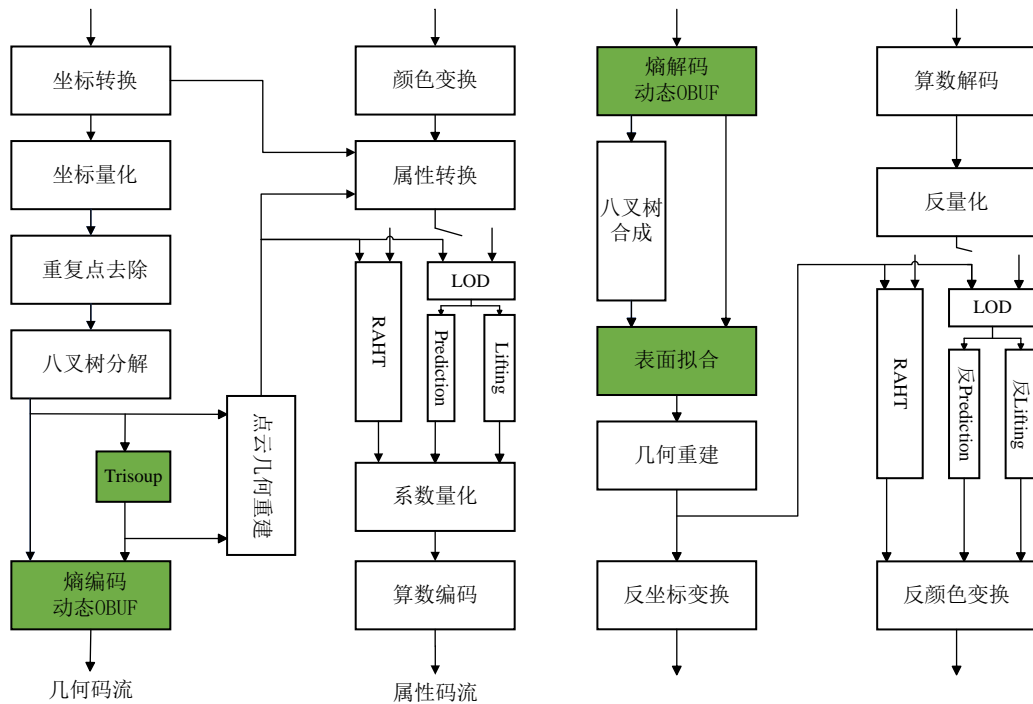 坐标转换
坐标量化
重复点去除
八叉树分解
Trisoup
熵编码
动态OBUF
几何码流
点云几何重建
颜色变换
属性转换
RAHT
LOD
Prediction
Lifting
系数量化
算数编码
属性码流
熵解码
动态OBUF
八叉树
合成
表面拟合
几何重建
反坐标变换
算数解码
反量化
RAHT
LOD
反Prediction
反Lifting
反颜色变换